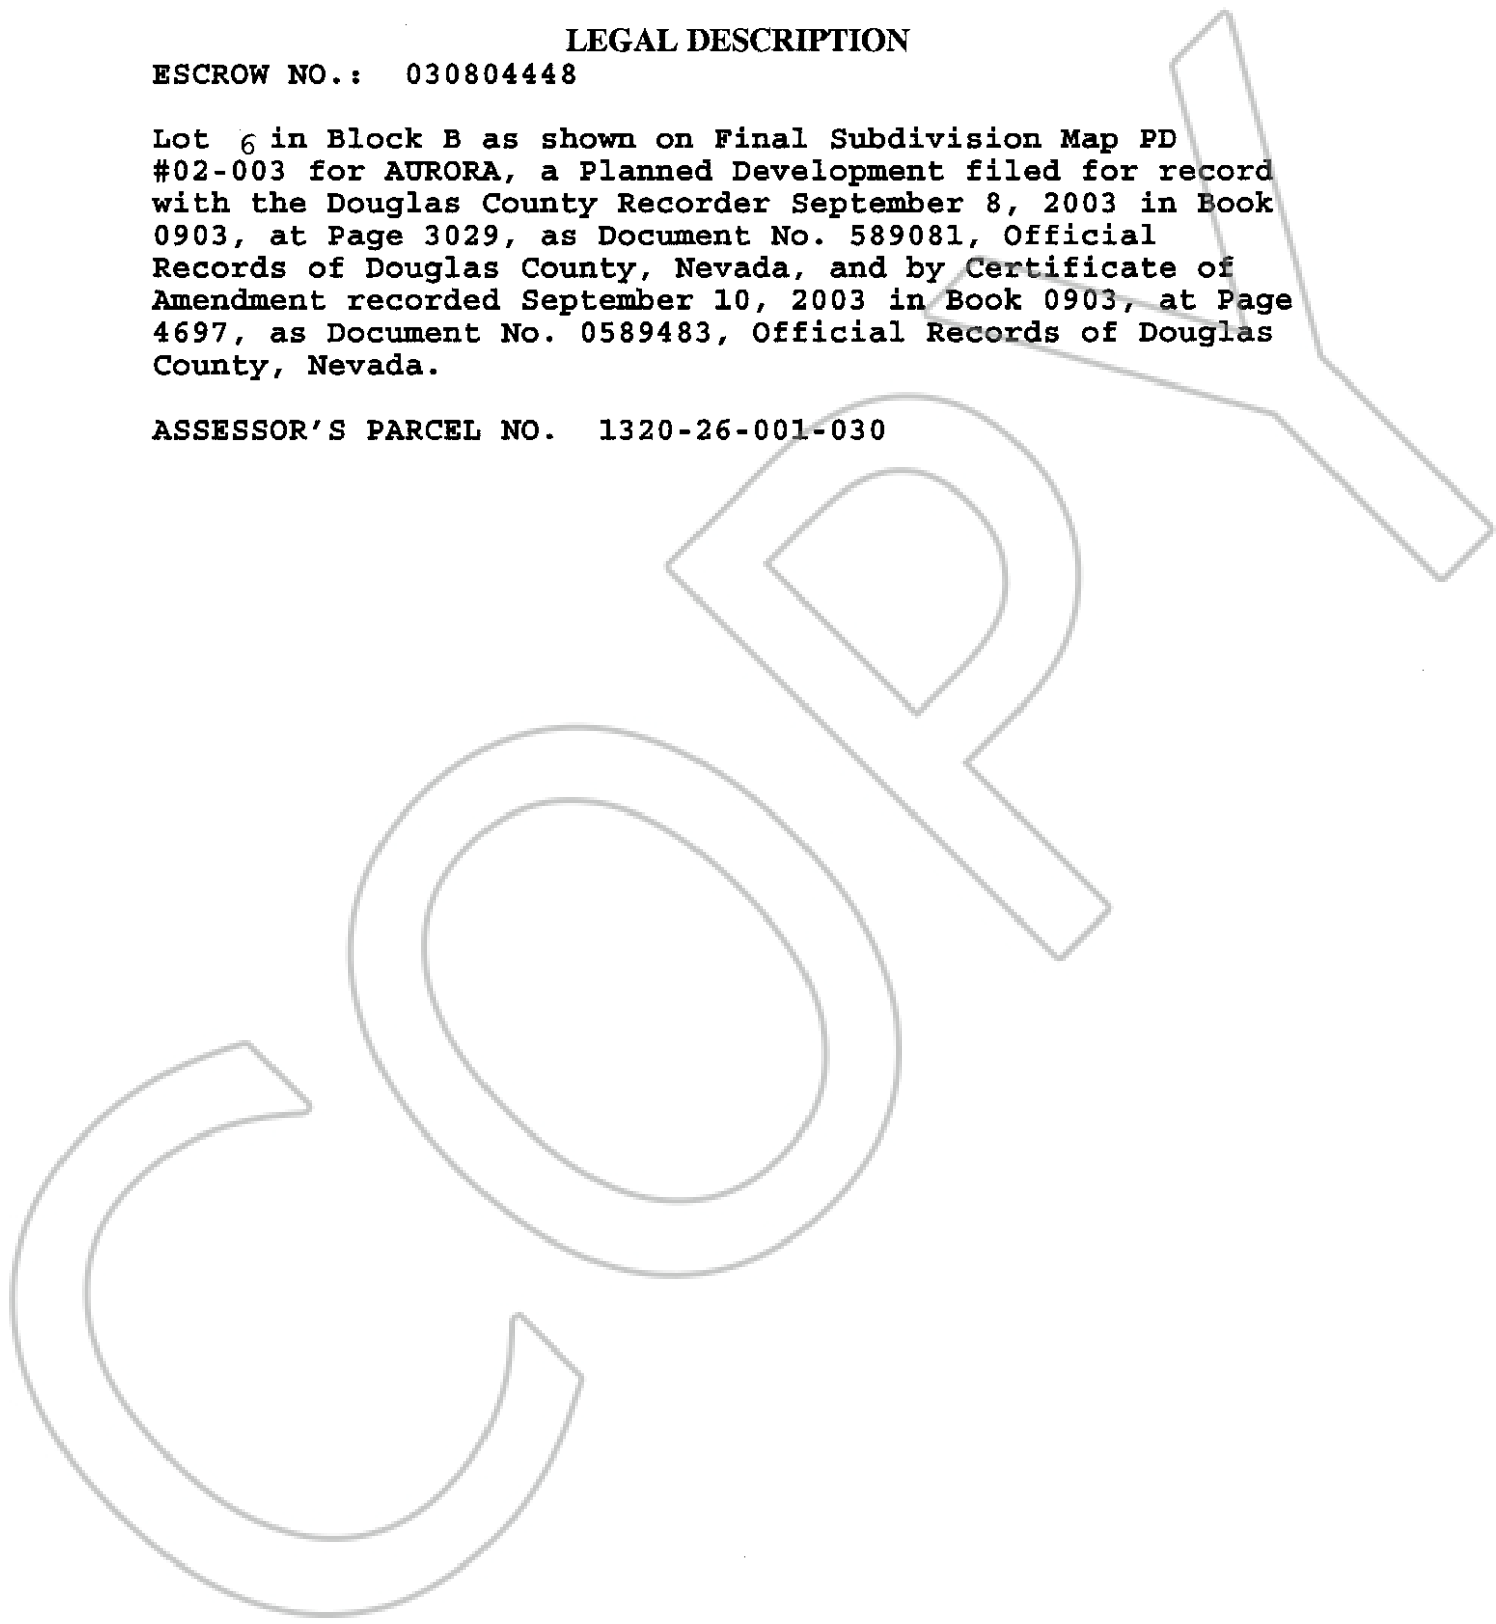 LEGAL DESCRIPTION
ESCROW NO.: 030804448
Lot 6 in Block B as shown on Final Subdivision Map PD
#02-003 for AURORA, a Planned Development filed for record
with the Douglas County Recorder September 8, 2003 in Book
0903, at Page 3029, as Document No. 589081, Official
Records of Douglas County, Nevada, and by Certificate of
Amendment recorded September 10, 2003 in Book 0903, at Page
4697, as Document No. 0589483, Official Records of Douglas
County, Nevada.
ASSESSOR'S PARCEL NO. 1320-26-001-030
COPY